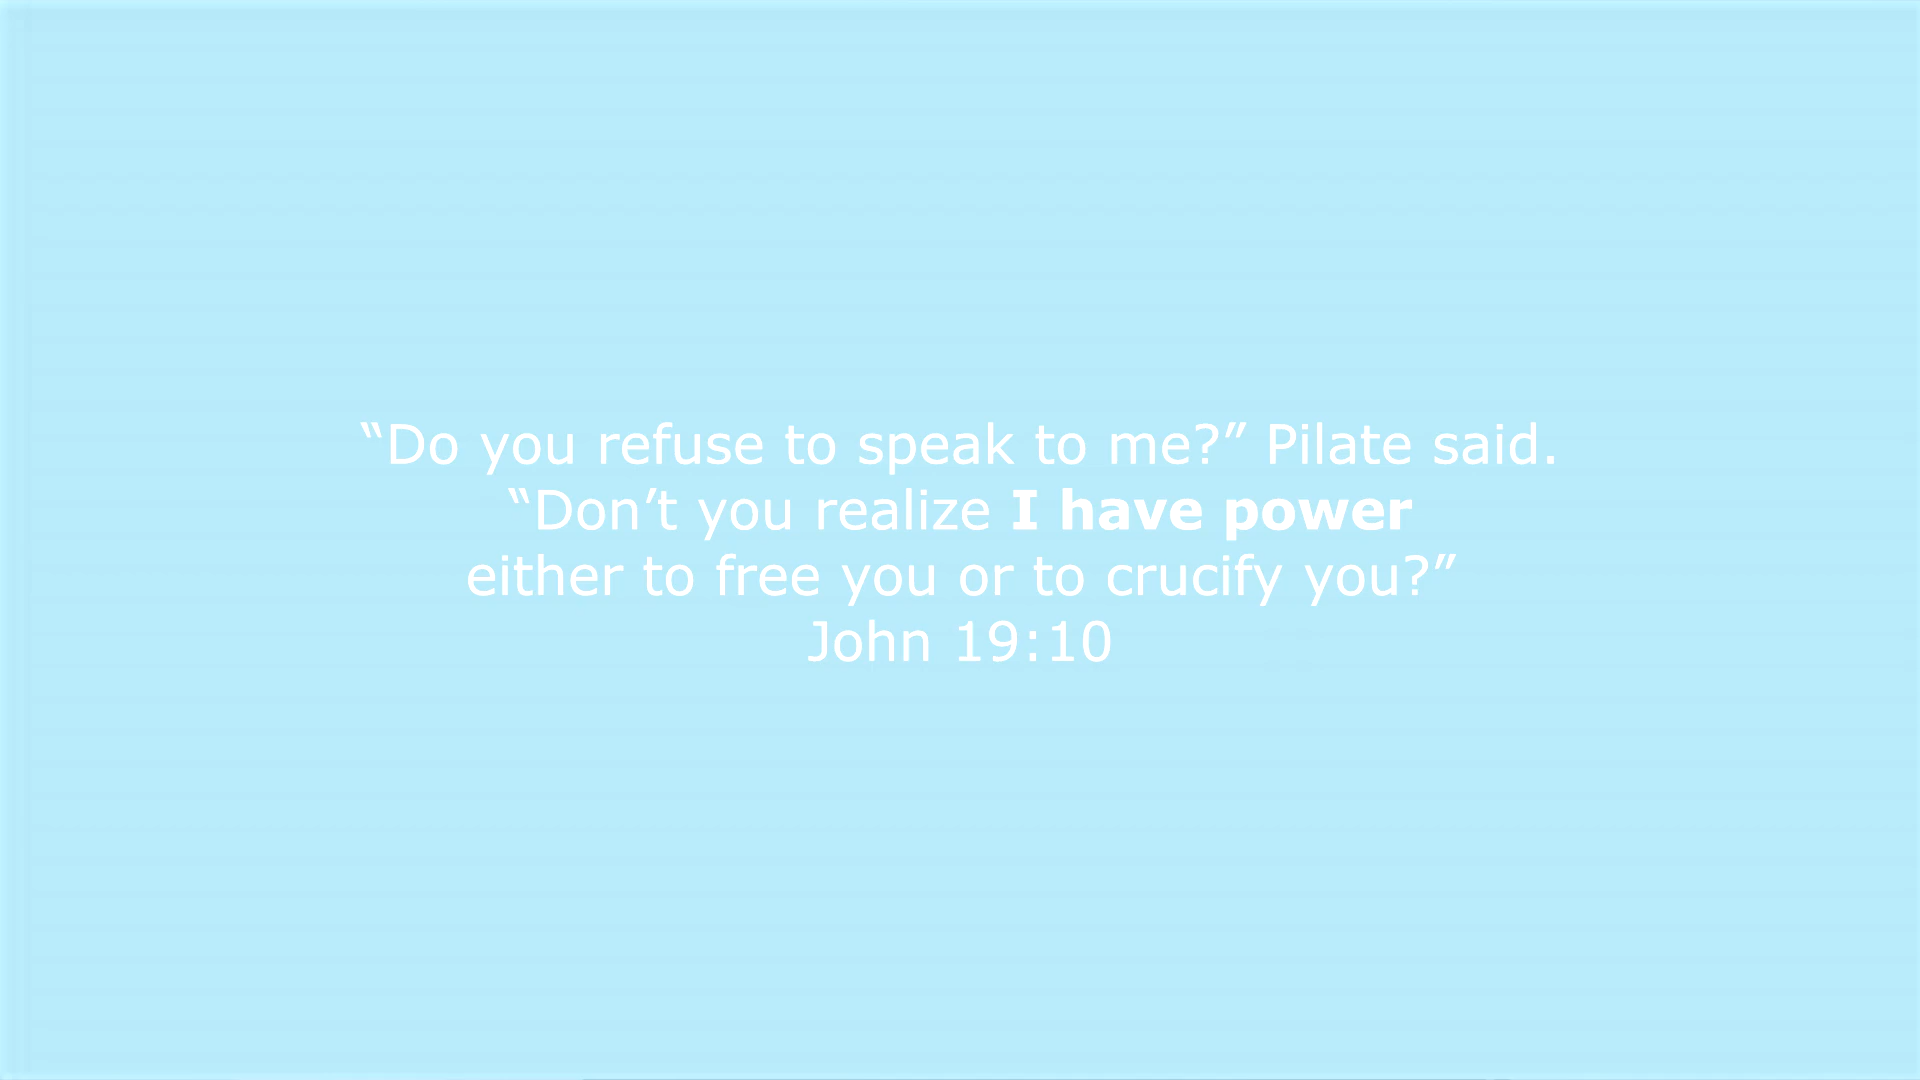 “Do you refuse to speak to me?” Pilate said.
“Don’t you realize I have power
either to free you or to crucify you?”
John 19:10